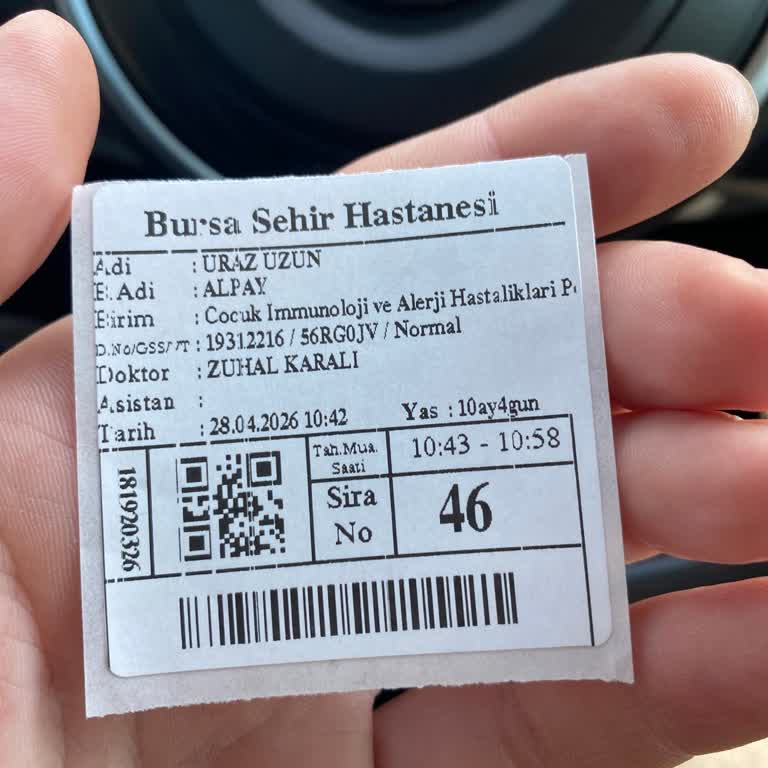 Bursa Sehir Hastanesi
Adi : URAZ UZUN
B. Adi : ALPAY
Birim : Cocuk Immunoloji ve Alerji Hastaliklari P
D.No/GSS/PT : 19312216 / 56RG0JV / Normal
Doktor : ZUHAL KARALI
Asistan :
Tarih : 28.04.2026 10:42 Yas : 10ay4gun
181920326
Tah.Mua. Saati 10:43 - 10:58
Sira No 46